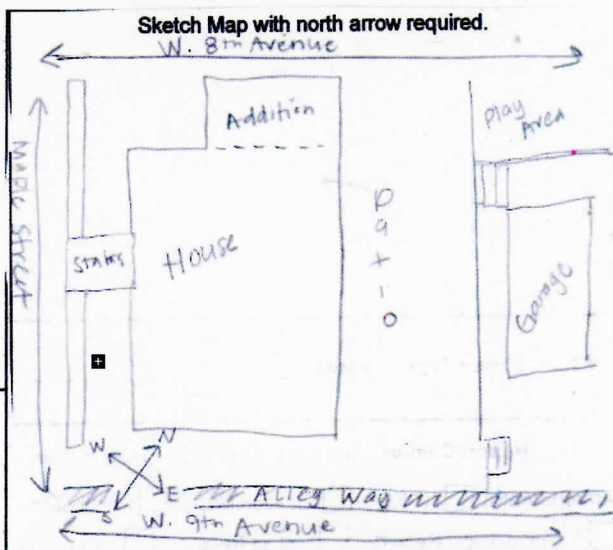 Sketch Map with north arrow required.
W. 8th Avenue
Addition
Play
Area
Maple Street
Patio
Stairs
House
Garage
N
W
E
S
Alley Way
W. 9th Avenue